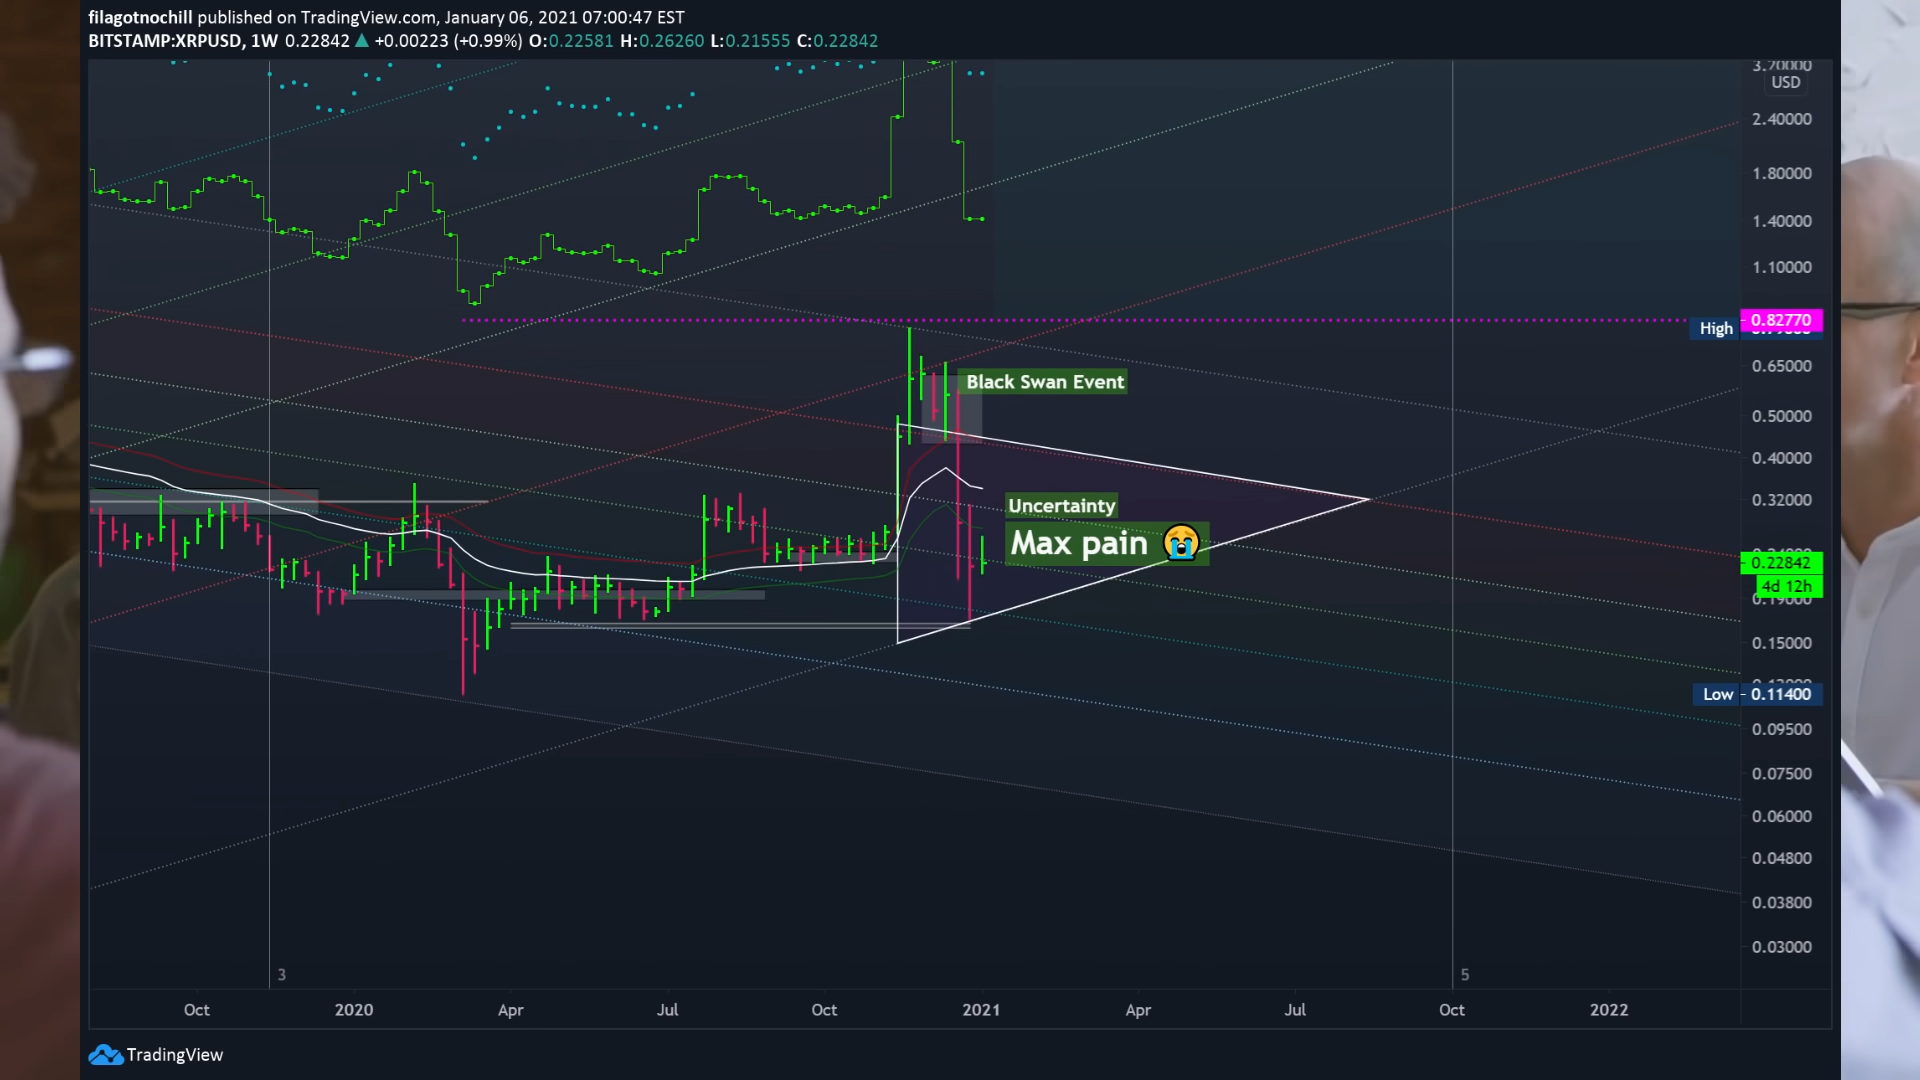 filagotnochill published on TradingView.com, January 06, 2021 07:00:47 EST
BITSTAMP:XRPUSD, 1W 0.22842 ▲ +0.00223 (+0.99%) O:0.22581 H:0.26260 L:0.21555 C:0.22842
3.70000
USD
2.40000
1.80000
1.40000
1.10000
High 0.82770
0.65000
Black Swan Event
0.50000
0.40000
0.32000
Uncertainty
Max pain 😭
0.22842
4d 12h
0.19000
0.15000
Low 0.11400
0.09500
0.07500
0.06000
0.04800
0.03800
0.03000
3 5
Oct 2020 Apr Jul Oct 2021 Apr Jul Oct 2022
TradingView